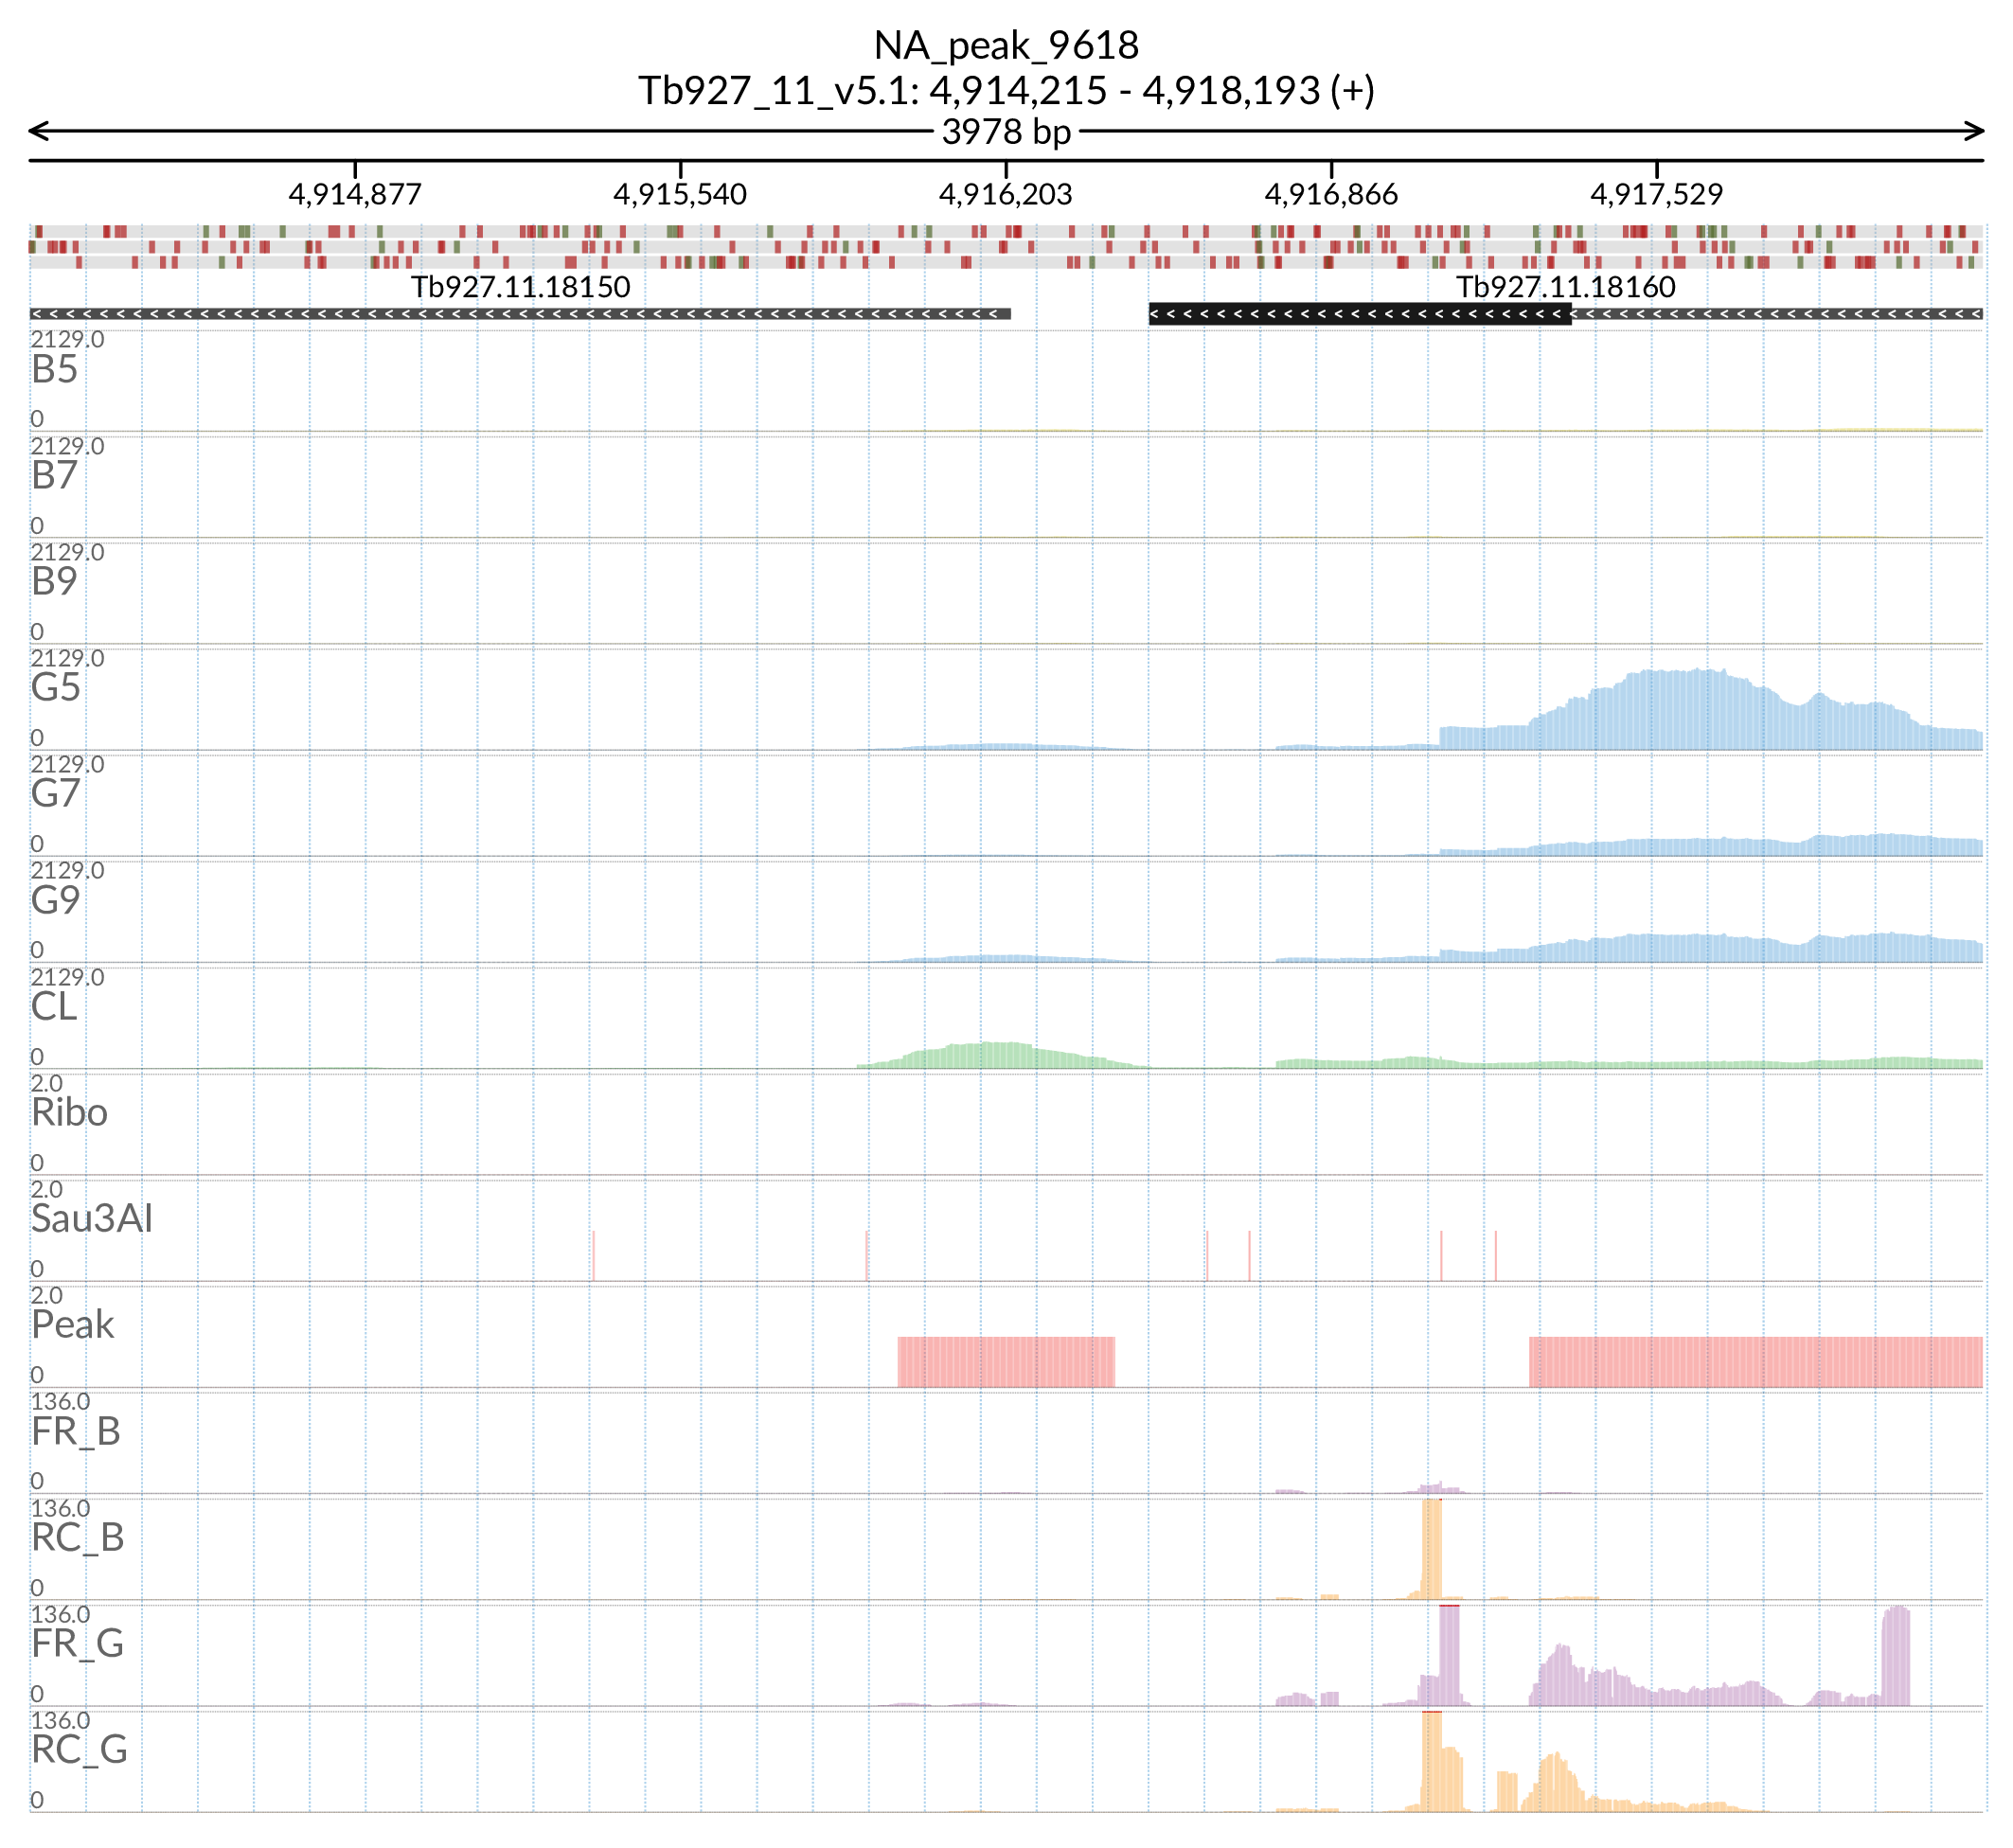 NA_peak_9618
Tb927_11_v5.1: 4,914,215 - 4,918,193 (+)
3978 bp
4,914,877 4,915,540 4,916,203 4,916,866 4,917,529
Tb927.11.18150 Tb927.11.18160
2129.0
B5
0
2129.0
B7
0
2129.0
B9
0
2129.0
G5
0
2129.0
G7
0
2129.0
G9
0
2129.0
CL
0
2.0
Ribo
0
2.0
Sau3AI
0
2.0
Peak
0
136.0
FR_B
0
136.0
RC_B
0
136.0
FR_G
0
136.0
RC_G
0